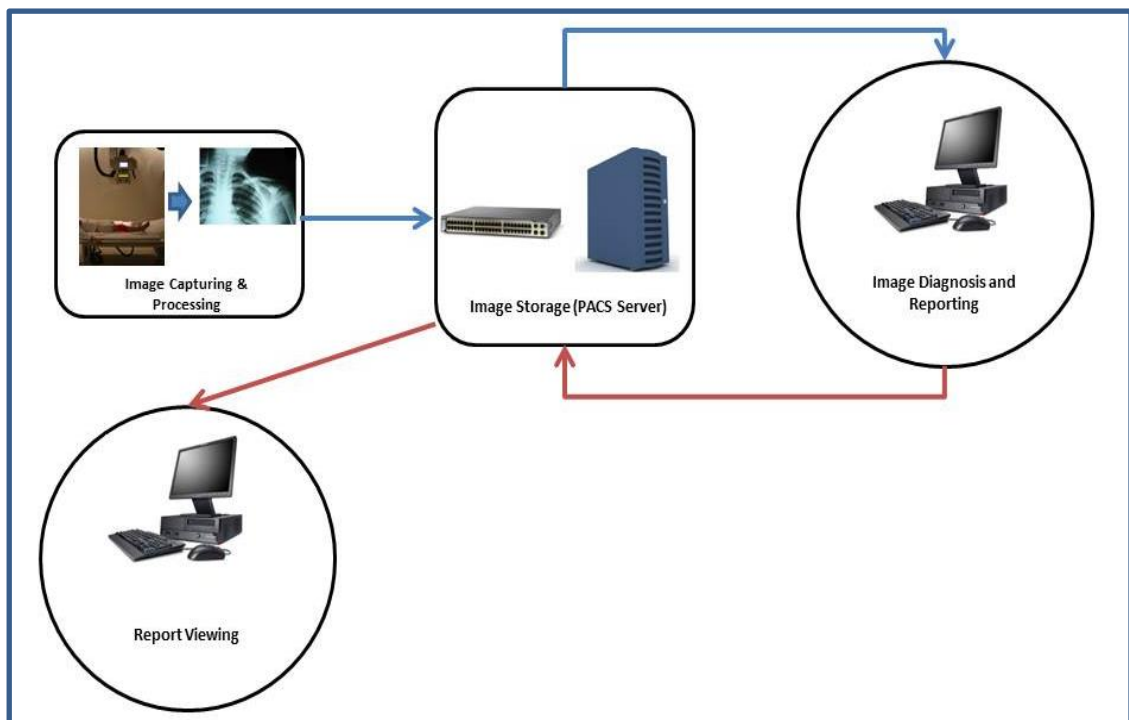 Image Capturing &
Processing
Image Storage (PACS Server)
Image Diagnosis and
Reporting
Report Viewing